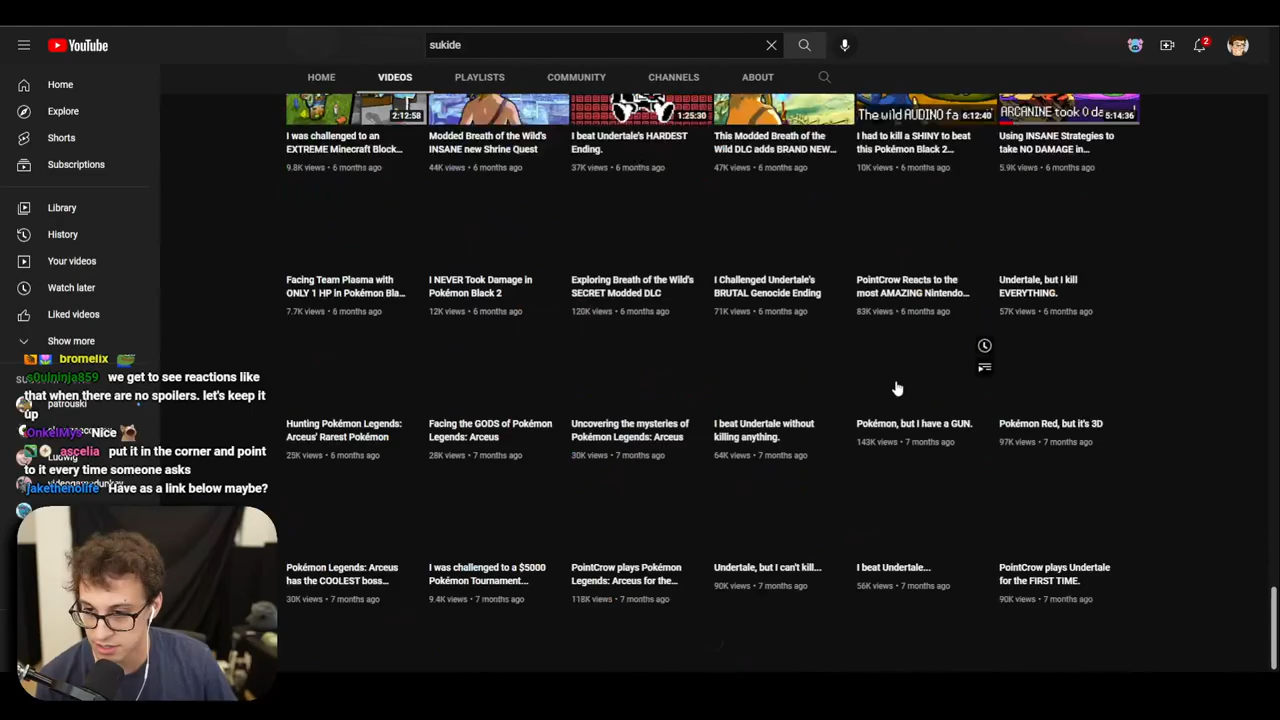 YouTube
sukide
2
HOME
VIDEOS
PLAYLISTS
COMMUNITY
CHANNELS
ABOUT
Home
Explore
Shorts
Subscriptions
Library
History
Your videos
Watch later
Liked videos
Show more
2:12:58
1:25:30
The wild AUDINO fa
6:12:40
ARCANINE took 0 da
5:14:36
I was challenged to an
EXTREME Minecraft Block...
9.8K views • 6 months ago
Modded Breath of the Wild's
INSANE new Shrine Quest
44K views • 6 months ago
I beat Undertale's HARDEST
Ending.
37K views • 6 months ago
This Modded Breath of the
Wild DLC adds BRAND NEW...
47K views • 6 months ago
I had to kill a SHINY to beat
this Pokémon Black 2...
10K views • 6 months ago
Using INSANE Strategies to
take NO DAMAGE in...
5.9K views • 6 months ago
Facing Team Plasma with
ONLY 1 HP in Pokémon Bla...
7.7K views • 6 months ago
I NEVER Took Damage in
Pokémon Black 2
12K views • 6 months ago
Exploring Breath of the Wild's
SECRET Modded DLC
120K views • 6 months ago
I Challenged Undertale's
BRUTAL Genocide Ending
71K views • 6 months ago
PointCrow Reacts to the
most AMAZING Nintendo...
83K views • 6 months ago
Undertale, but I kill
EVERYTHING.
57K views • 6 months ago
Hunting Pokémon Legends:
Arceus' Rarest Pokémon
25K views • 6 months ago
Facing the GODS of Pokémon
Legends: Arceus
28K views • 7 months ago
Uncovering the mysteries of
Pokémon Legends: Arceus
30K views • 7 months ago
I beat Undertale without
killing anything.
64K views • 7 months ago
Pokémon, but I have a GUN.
143K views • 7 months ago
Pokémon Red, but it's 3D
97K views • 7 months ago
Pokémon Legends: Arceus
has the COOLEST boss...
30K views • 7 months ago
I was challenged to a $5000
Pokémon Tournament...
9.4K views • 7 months ago
PointCrow plays Pokémon
Legends: Arceus for the...
118K views • 7 months ago
Undertale, but I can't kill...
90K views • 7 months ago
I beat Undertale...
56K views • 7 months ago
PointCrow plays Undertale
for the FIRST TIME.
90K views • 7 months ago
bromelix
s0ulninja859 we get to see reactions like
that when there are no spoilers. let's keep it
up
patrouski
OnkelMys Nice
ascelia put it in the corner and point
to it every time someone asks
Ludwig
videogamedunkey
jakethenolife Have as a link below maybe?